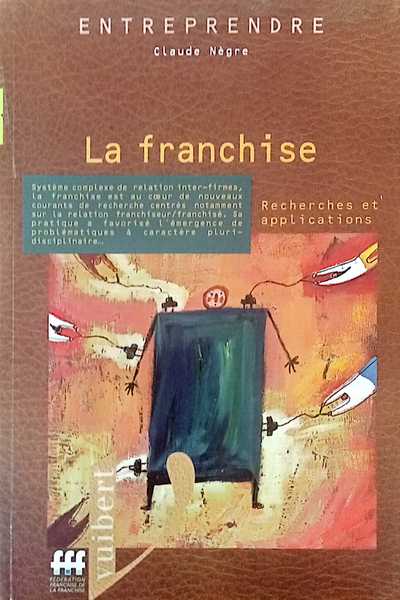 ENTREPRENDRE
Claude Nègre
La franchise
Système complexe de relation inter-firmes,
la franchise est au cœur de nouveaux
courants de recherche centrés notamment
sur la relation franchiseur/franchisé. Sa
pratique a favorisé l'émergence de
problématiques à caractère pluri-
disciplinaire…
Recherches et
applications
vuibert
fff
FÉDÉRATION
FRANÇAISE DE
LA FRANCHISE